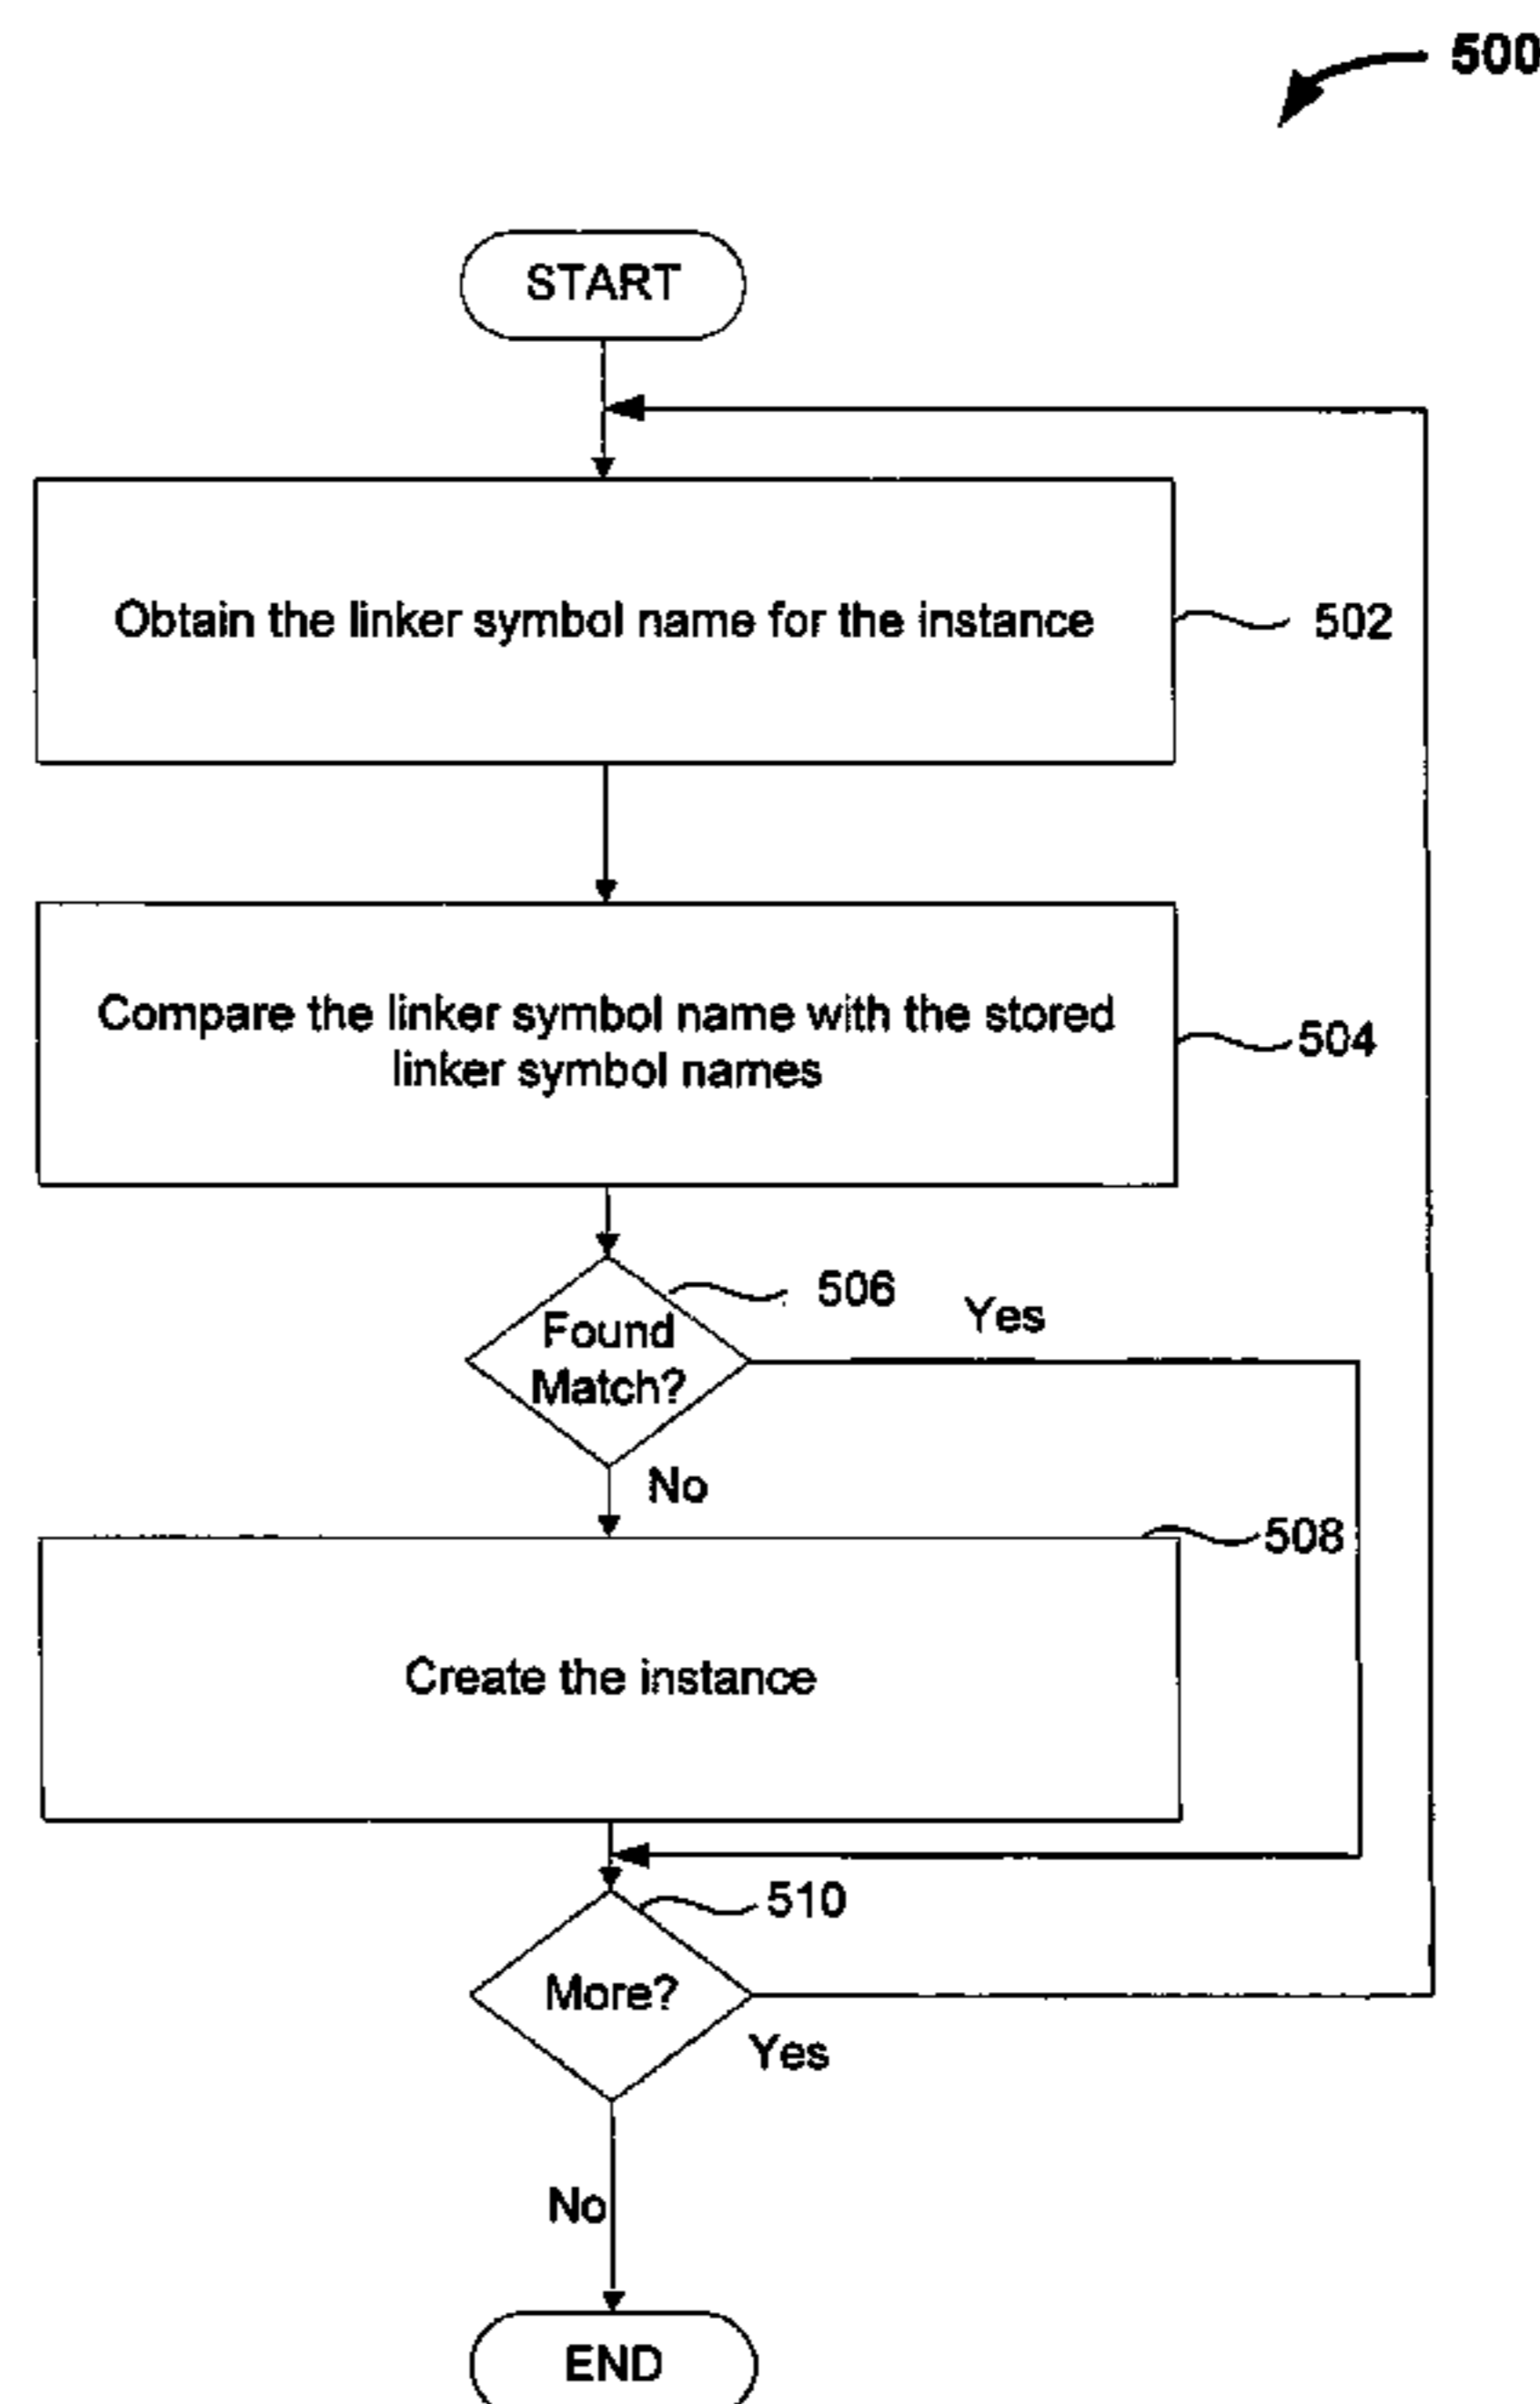 500
START
Obtain the linker symbol name for the instance
502
Compare the linker symbol name with the stored
linker symbol names
504
506
Yes
Found
Match?
No
508
Create the instance
510
More?
Yes
No
END